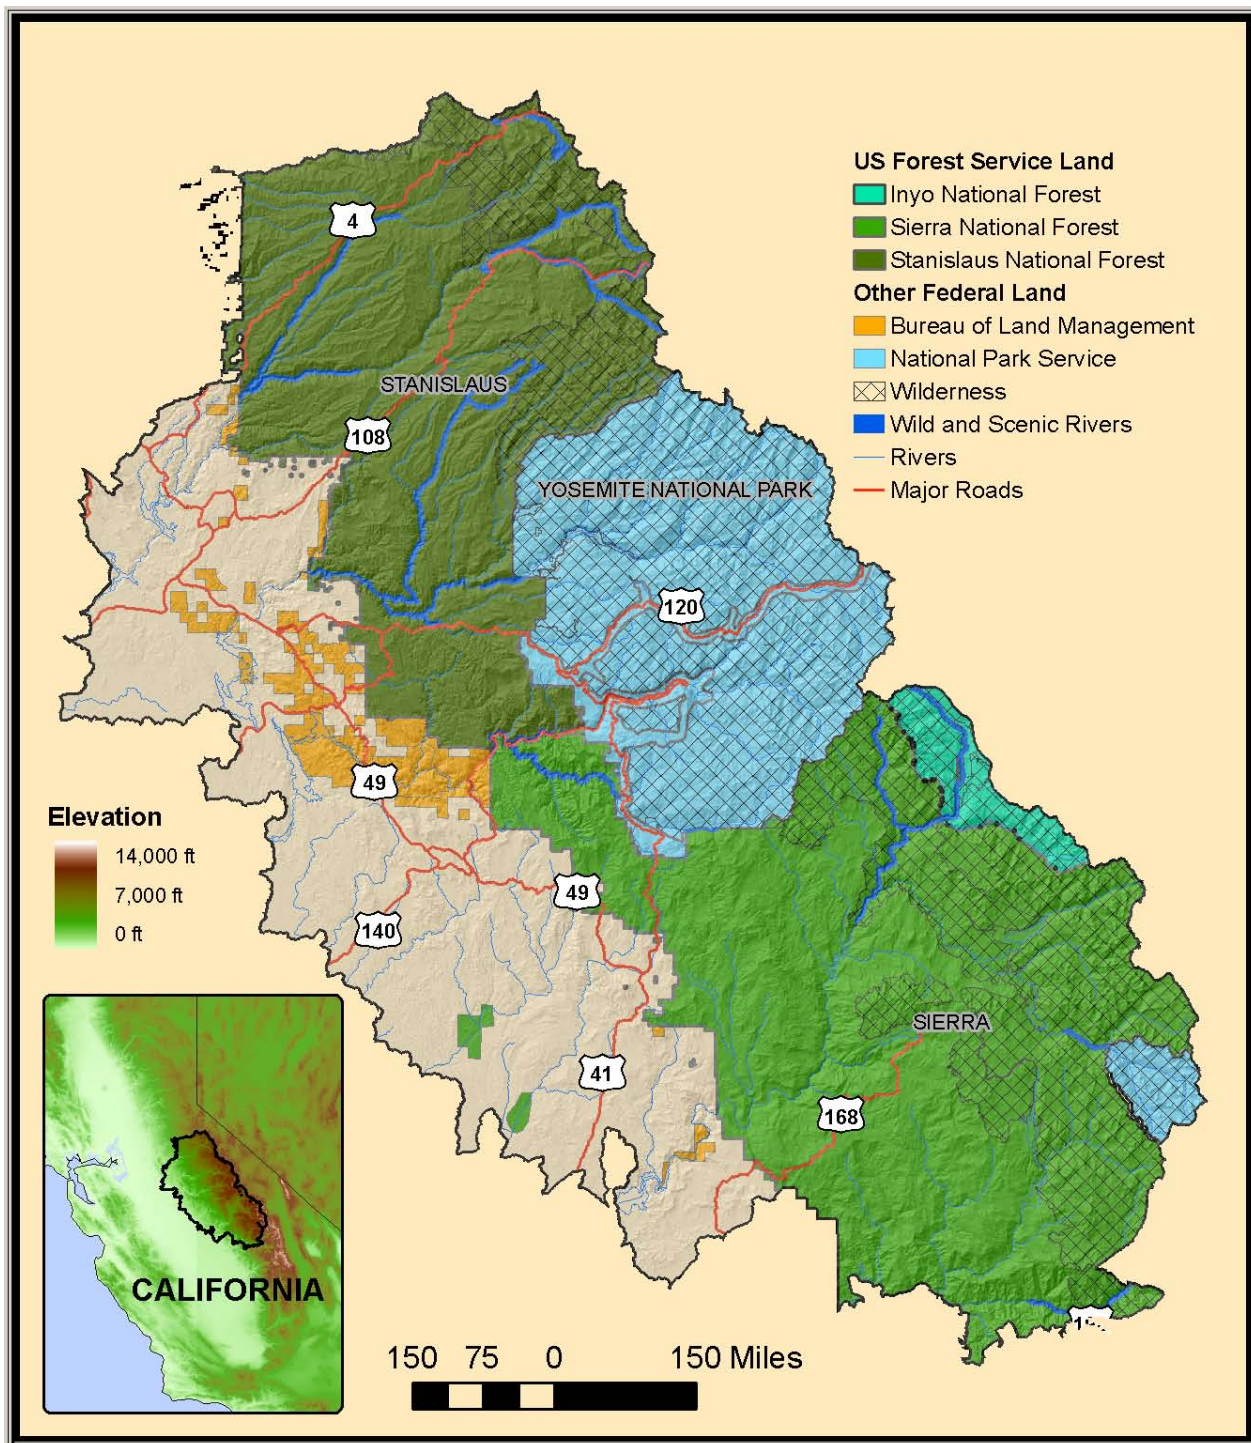 US Forest Service Land
Inyo National Forest
Sierra National Forest
Stanislaus National Forest
Other Federal Land
Bureau of Land Management
National Park Service
Wilderness
Wild and Scenic Rivers
Rivers
Major Roads
4
STANISLAUS
108
YOSEMITE NATIONAL PARK
120
49
Elevation
14,000 ft
7,000 ft
0 ft
49
140
SIERRA
41
168
CALIFORNIA
150 75 0 150 Miles